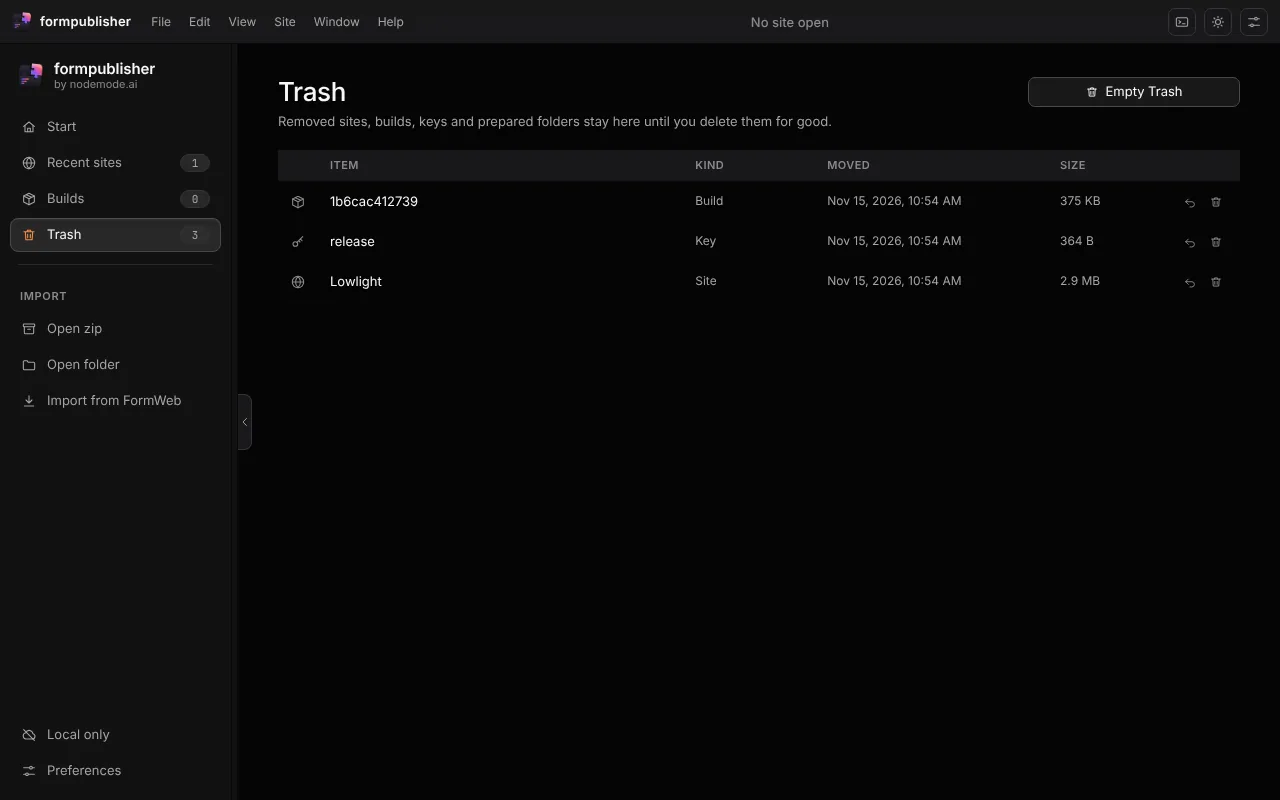 formpublisher File Edit View Site Window Help No site open
formpublisher
by nodemode.ai
Start
Recent sites 1
Builds 0
Trash 3
IMPORT
Open zip
Open folder
Import from FormWeb
Local only
Preferences
Trash
Empty Trash
Removed sites, builds, keys and prepared folders stay here until you delete them for good.
ITEM KIND MOVED SIZE
1b6cac412739 Build Nov 15, 2026, 10:54 AM 375 KB
release Key Nov 15, 2026, 10:54 AM 364 B
Lowlight Site Nov 15, 2026, 10:54 AM 2.9 MB